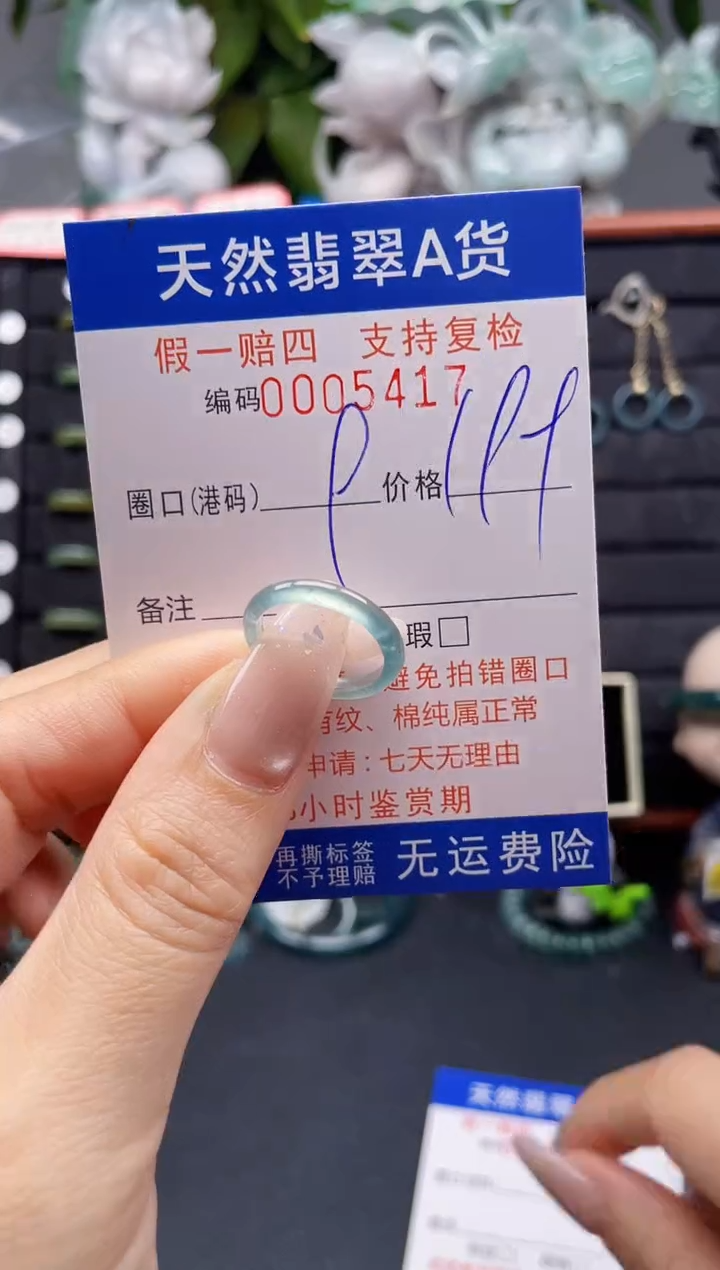 天然翡翠A货
假一赔四 支持复检
编码0005417
圈口(港码) 价格
备注
瑕□
避免拍错圈口
有纹、棉纯属正常
申请:七天无理由
小时鉴赏期
再撕标签
不予理赔
无运费险
天然翡翠